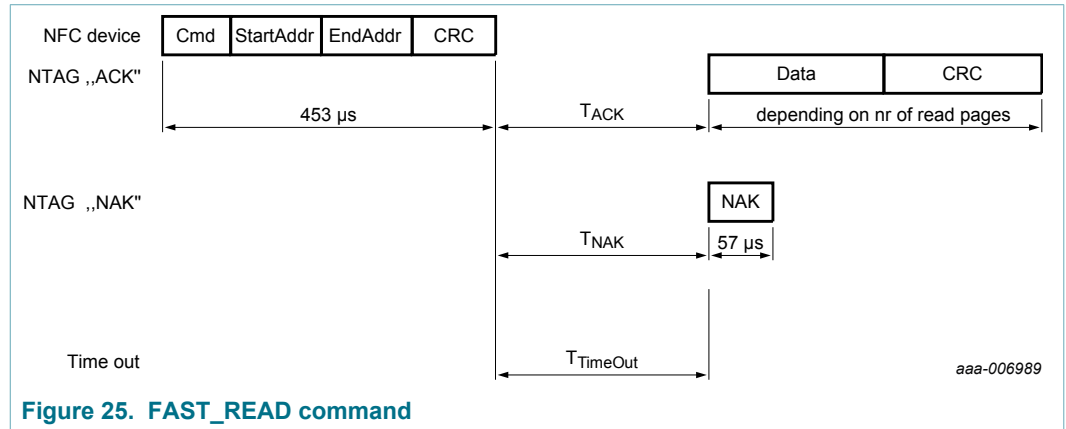 NFC device Cmd StartAddr EndAddr CRC
NTAG ,,ACK" Data CRC
453 µs TACK depending on nr of read pages
NTAG ,,NAK" NAK
TNAK 57 µs
Time out TTimeOut aaa-006989
Figure 25. FAST_READ command